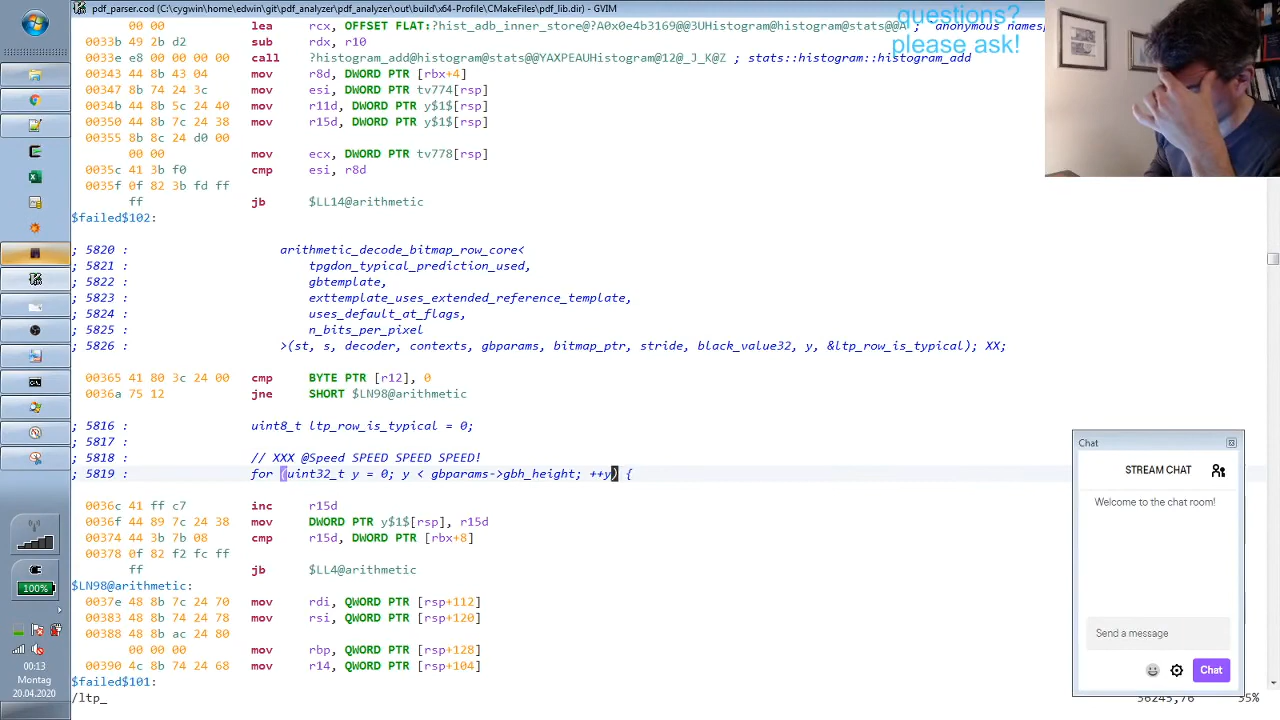 pdf_parser.cod (C:\cygwin\home\edwin\git\pdf_analyzer\pdf_analyzer\out\build\x64-Profile\CMakeFiles\pdf_lib.dir) - GVIM
questions?
please ask!
lea rcx, OFFSET FLAT:?hist_adb_inner_store@?A0x0e4b3169@@3UHistogram@histogram@stats@@A ; anonymous namesp
0033b 49 2b d2 sub rdx, r10
0033e e8 00 00 00 00 call ?histogram_add@histogram@stats@@YAXPEAUHistogram@12@_J_K@Z ; stats::histogram::histogram_add
00343 44 8b 43 04 mov r8d, DWORD PTR [rbx+4]
00347 8b 74 24 3c mov esi, DWORD PTR tv774[rsp]
0034b 44 8b 5c 24 40 mov r11d, DWORD PTR y$1$[rsp]
00350 44 8b 7c 24 38 mov r15d, DWORD PTR y$1$[rsp]
00355 8b 8c 24 d0 00
00 00 mov ecx, DWORD PTR tv778[rsp]
0035c 41 3b f0 cmp esi, r8d
0035f 0f 82 3b fd ff
ff jb $LL14@arithmetic
$failed$102:
; 5820 : arithmetic_decode_bitmap_row_core<
; 5821 : tpgdon_typical_prediction_used,
; 5822 : gbtemplate,
; 5823 : exttemplate_uses_extended_reference_template,
; 5824 : uses_default_at_flags,
; 5825 : n_bits_per_pixel
; 5826 : >(st, s, decoder, contexts, gbparams, bitmap_ptr, stride, black_value32, y, &ltp_row_is_typical); XX;
00365 41 80 3c 24 00 cmp BYTE PTR [r12], 0
0036a 75 12 jne SHORT $LN98@arithmetic
; 5816 : uint8_t ltp_row_is_typical = 0;
; 5817 :
; 5818 : // XXX @Speed SPEED SPEED SPEED!
; 5819 : for (uint32_t y = 0; y < gbparams->gbh_height; ++y) {
0036c 41 ff c7 inc r15d
0036f 44 89 7c 24 38 mov DWORD PTR y$1$[rsp], r15d
00374 44 3b 7b 08 cmp r15d, DWORD PTR [rbx+8]
00378 0f 82 f2 fc ff
ff jb $LL4@arithmetic
$LN98@arithmetic:
0037e 48 8b 7c 24 70 mov rdi, QWORD PTR [rsp+112]
00383 48 8b 74 24 78 mov rsi, QWORD PTR [rsp+120]
00388 48 8b ac 24 80
00 00 00 mov rbp, QWORD PTR [rsp+128]
00390 4c 8b 74 24 68 mov r14, QWORD PTR [rsp+104]
$failed$101:
/ltp_
36245,76 35%
Chat
STREAM CHAT
Welcome to the chat room!
Send a message
Chat
100%
00:13
Montag
20.04.2020